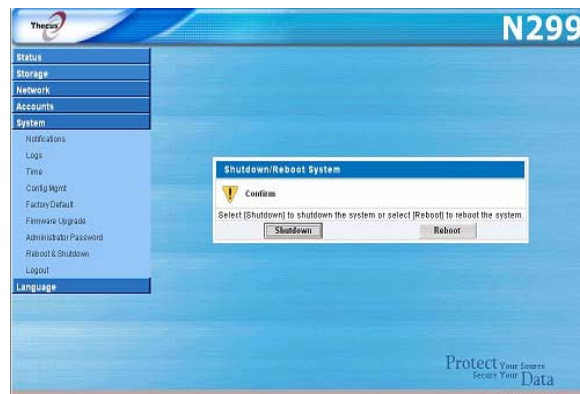 Thecus
N299
Status
Storage
Network
Accounts
System
Notifications
Logs
Time
Config Mgmt
Factory Default
Firmware Upgrade
Administrator Password
Reboot & Shutdown
Logout
Language
Shutdown/Reboot System
Confirm
Select [Shutdown] to shutdown the system or select [Reboot] to reboot the system.
Shutdown
Reboot
Protect Your Source
Secure Your Data